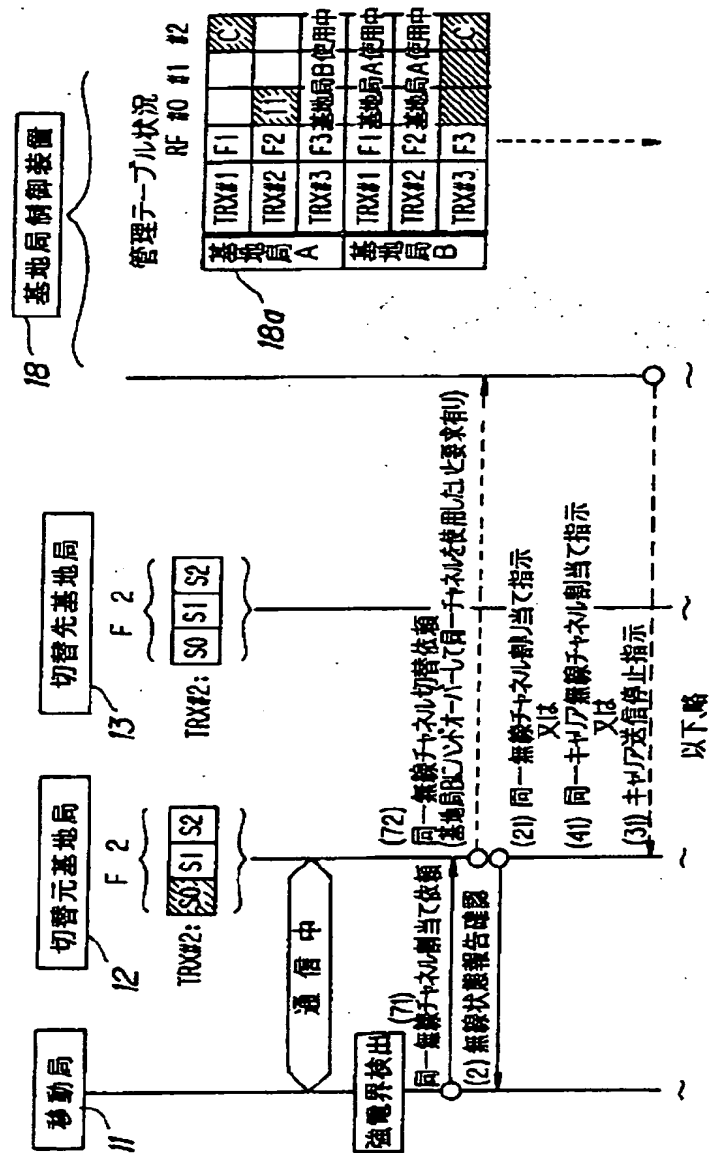 移動局
11
切替元基地局
12
切替先基地局
13
基地局制御装置
18
F 2
TRX#2: S0 S1 S2
F 2
TRX#2: S0 S1 S2
管理テーブル状況
RF #0 #1 #2
基地局A
TRX#1 F1 C
TRX#2 F2 11
TRX#3 F3 基地局B使用中
基地局B
TRX#1 F1 基地局A使用中
TRX#2 F2 基地局A使用中
TRX#3 F3 C
18a
通信中
強電界検出
(71)
同一無線チャネル割当て依頼
(2) 無線状態報告確認
(72)
同一無線チャネル切替依頼
(基地局Bにハンドオーバーして同一チャネルを使用したいと要求有り)
(21) 同一無線チャネル割り当て指示
又は
(41) 同一キャリア無線チャネル割当て指示
又は
(31) キャリア送信停止指示
以下、略